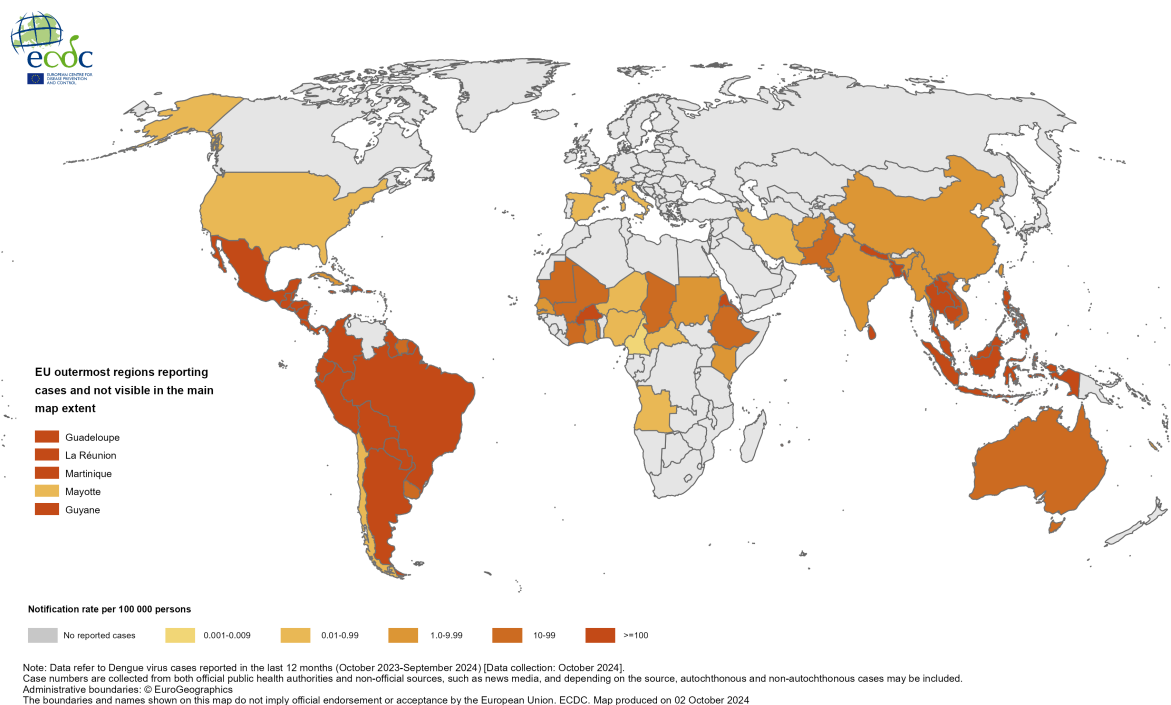 ecdc
EUROPEAN CENTRE FOR
DISEASE PREVENTION
AND CONTROL
EU outermost regions reporting
cases and not visible in the main
map extent
Guadeloupe
La Réunion
Martinique
Mayotte
Guyane
Notification rate per 100 000 persons
No reported cases
0.001-0.009
0.01-0.99
1.0-9.99
10-99
>=100
Note: Data refer to Dengue virus cases reported in the last 12 months (October 2023-September 2024) [Data collection: October 2024].
Case numbers are collected from both official public health authorities and non-official sources, such as news media, and depending on the source, autochthonous and non-autochthonous cases may be included.
Administrative boundaries: © EuroGeographics
The boundaries and names shown on this map do not imply official endorsement or acceptance by the European Union. ECDC. Map produced on 02 October 2024